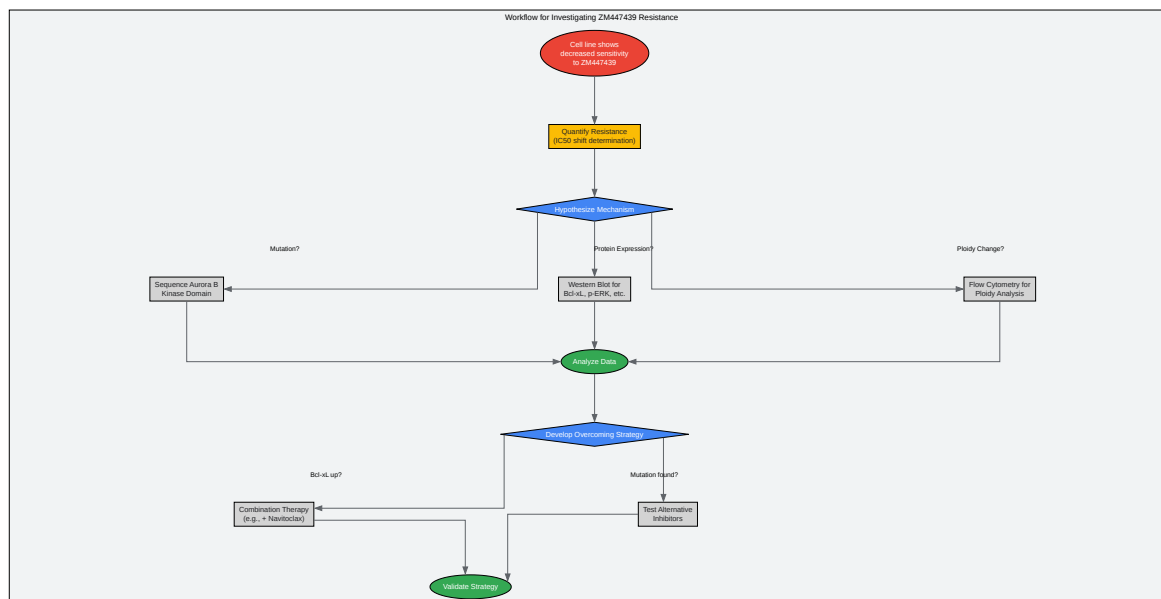 Workflow for Investigating ZM447439 Resistance
Cell line shows
decreased sensitivity
to ZM447439
Quantify Resistance
(IC50 shift determination)
Hypothesize Mechanism
Mutation?
Protein Expression?
Ploidy Change?
Sequence Aurora B
Kinase Domain
Western Blot for
Bcl-xL, p-ERK, etc.
Flow Cytometry for
Ploidy Analysis
Analyze Data
Develop Overcoming Strategy
Bcl-xL up?
Mutation found?
Combination Therapy
(e.g., + Navitoclax)
Test Alternative
Inhibitors
Validate Strategy